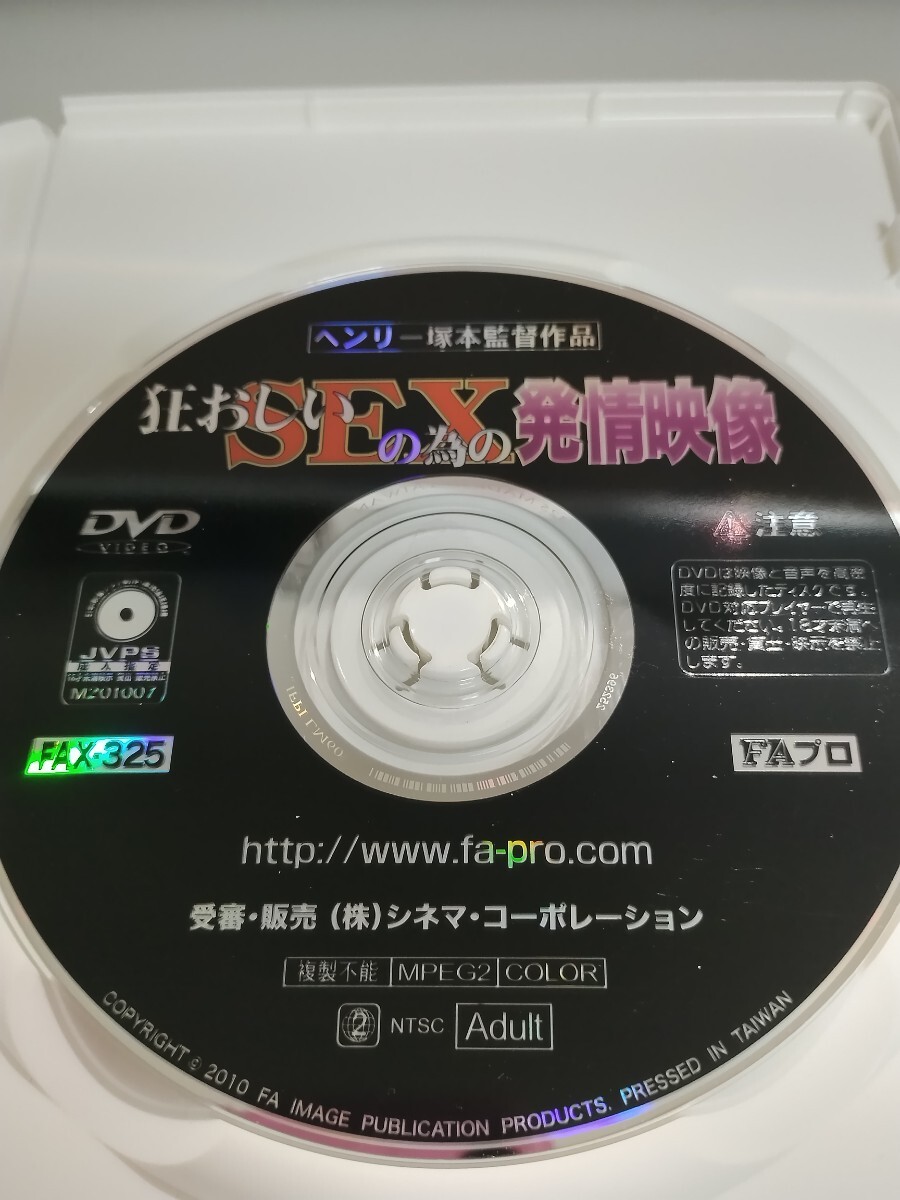 ヘンリー塚本監督作品
狂おしいSEXの為の発情映像
DVD
VIDEO
注意
DVDは映像と音声を高密
度に記録したディスクです。
DVD対応プレイヤーで再生
してください。18才未満へ
の販売・貸出・映示を禁止
します。
JVPS
成人指定
M201007
FAX-325
FAプロ
http://www.fa-pro.com
受審・販売 (株)シネマ・コーポレーション
複製不能 MPEG2 COLOR
2 NTSC Adult
COPYRIGHT © 2010 FA IMAGE PUBLICATION PRODUCTS. PRESSED IN TAIWAN